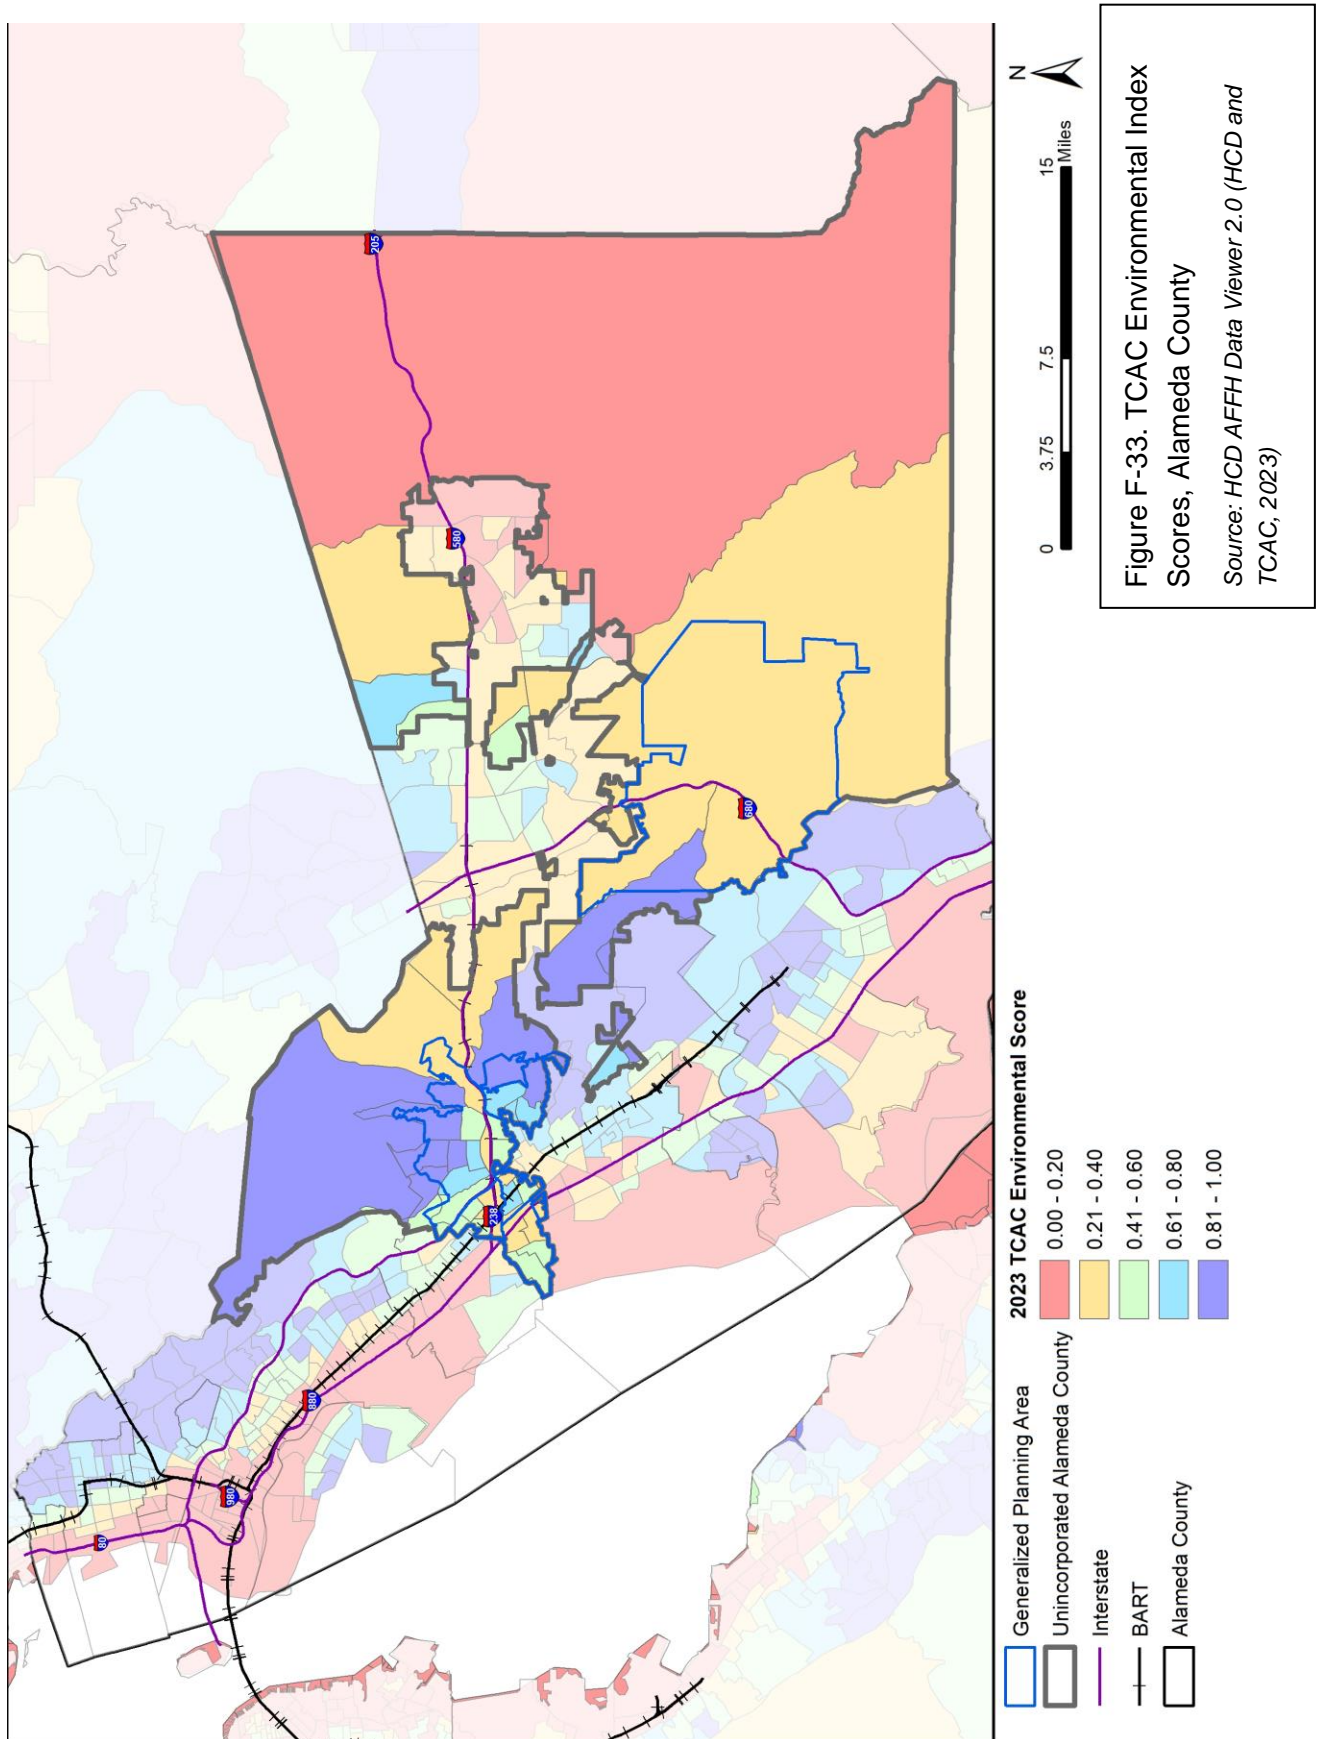 205
580
680
238
880
980
80
N
0 3.75 7.5 15
Miles
Generalized Planning Area
Unincorporated Alameda County
Interstate
BART
Alameda County
2023 TCAC Environmental Score
0.00 - 0.20
0.21 - 0.40
0.41 - 0.60
0.61 - 0.80
0.81 - 1.00
Figure F-33. TCAC Environmental Index
Scores, Alameda County
Source: HCD AFFH Data Viewer 2.0 (HCD and
TCAC, 2023)